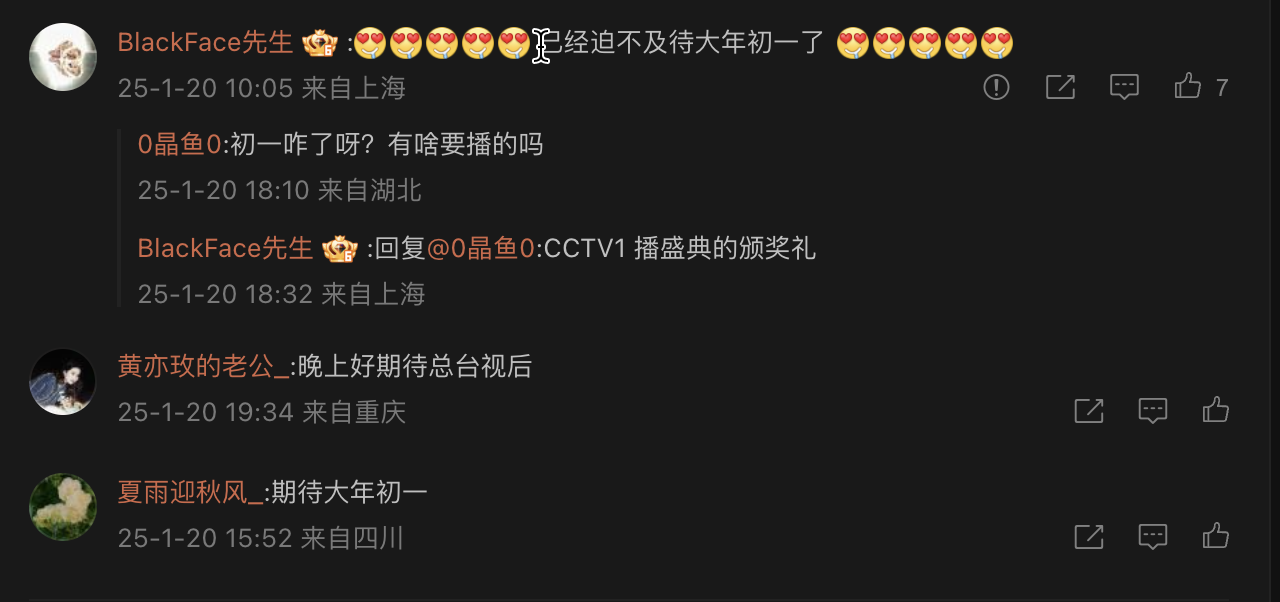 BlackFace先生 6 :😍😍😍😍😍已经迫不及待大年初一了 😍😍😍😍😍
25-1-20 10:05 来自上海 7
0晶鱼0:初一咋了呀？有啥要播的吗
25-1-20 18:10 来自湖北
BlackFace先生 6 :回复@0晶鱼0:CCTV1 播盛典的颁奖礼
25-1-20 18:32 来自上海
黄亦玫的老公_:晚上好期待总台视后
25-1-20 19:34 来自重庆
夏雨迎秋风_:期待大年初一
25-1-20 15:52 来自四川